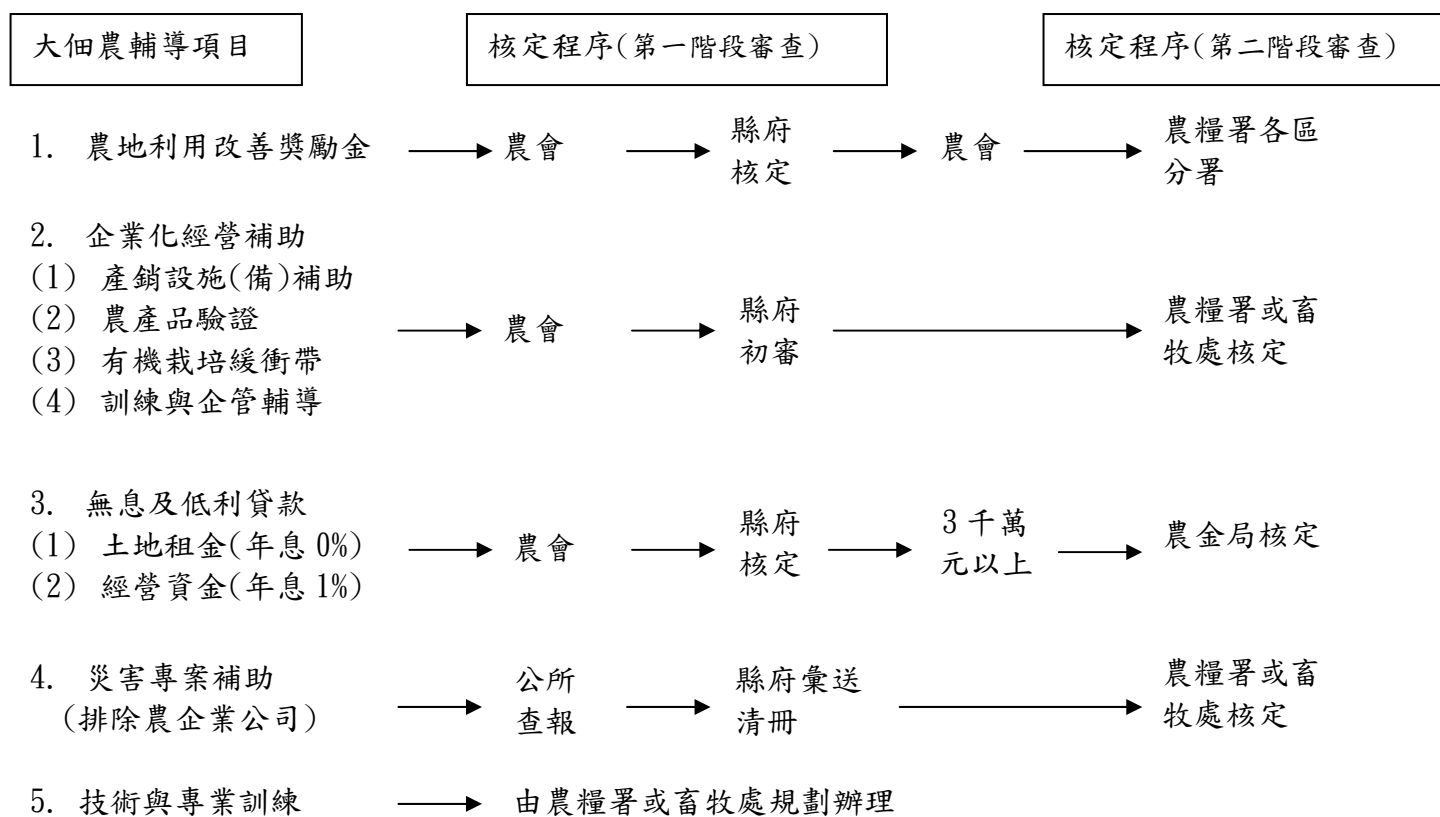 大佃農輔導項目
核定程序(第一階段審查)
核定程序(第二階段審查)
1. 農地利用改善獎勵金
農會
縣府
核定
農會
農糧署各區
分署
2. 企業化經營補助
(1) 產銷設施(備)補助
(2) 農產品驗證
(3) 有機栽培緩衝帶
(4) 訓練與企管輔導
農會
縣府
初審
農糧署或畜
牧處核定
3. 無息及低利貸款
(1) 土地租金(年息 0%)
(2) 經營資金(年息 1%)
農會
縣府
核定
3 千萬
元以上
農金局核定
4. 災害專案補助
(排除農企業公司)
公所
查報
縣府彙送
清冊
農糧署或畜
牧處核定
5. 技術與專業訓練
由農糧署或畜牧處規劃辦理